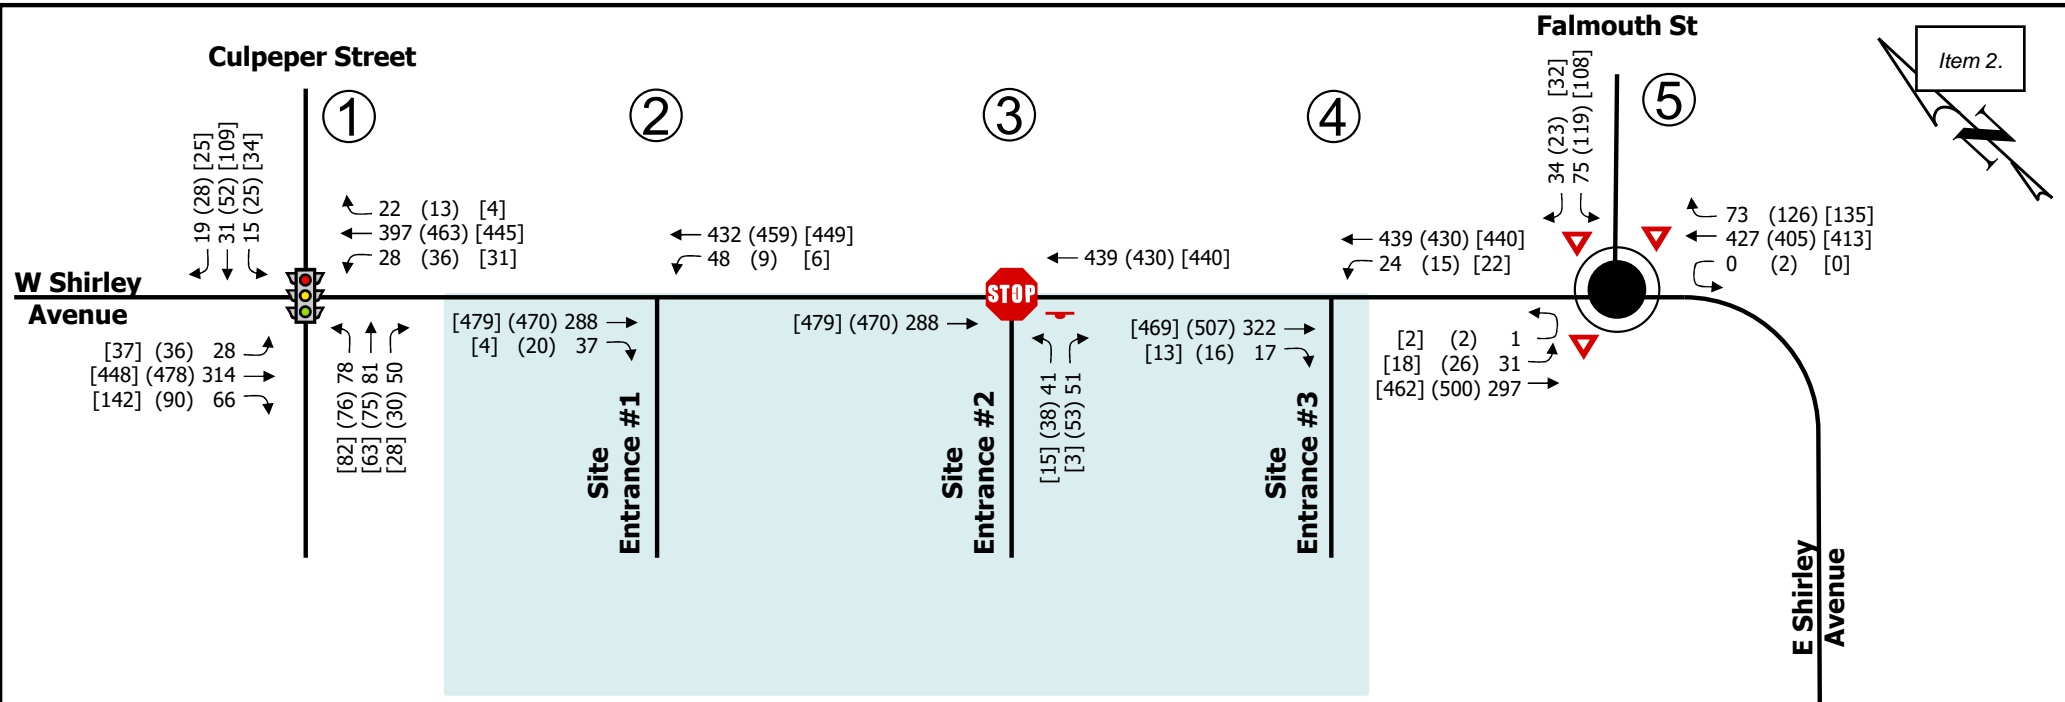 Falmouth St
Item 2.
Culpeper Street
1
2
3
4
5
19 (28) [25]
31 (52) [109]
15 (25) [34]
22 (13) [4]
397 (463) [445]
28 (36) [31]
W Shirley
Avenue
[37] (36) 28
[448] (478) 314
[142] (90) 66
[82] (76) 78
[63] (75) 81
[28] (30) 50
432 (459) [449]
48 (9) [6]
[479] (470) 288
[4] (20) 37
Site
Entrance #1
439 (430) [440]
STOP
[479] (470) 288
[15] (38) 41
[3] (53) 51
Site
Entrance #2
439 (430) [440]
24 (15) [22]
[469] (507) 322
[13] (16) 17
Site
Entrance #3
34 (23) [32]
75 (119) [108]
73 (126) [135]
427 (405) [413]
0 (2) [0]
[2] (2) 1
[18] (26) 31
[462] (500) 297
E Shirley
Avenue
N